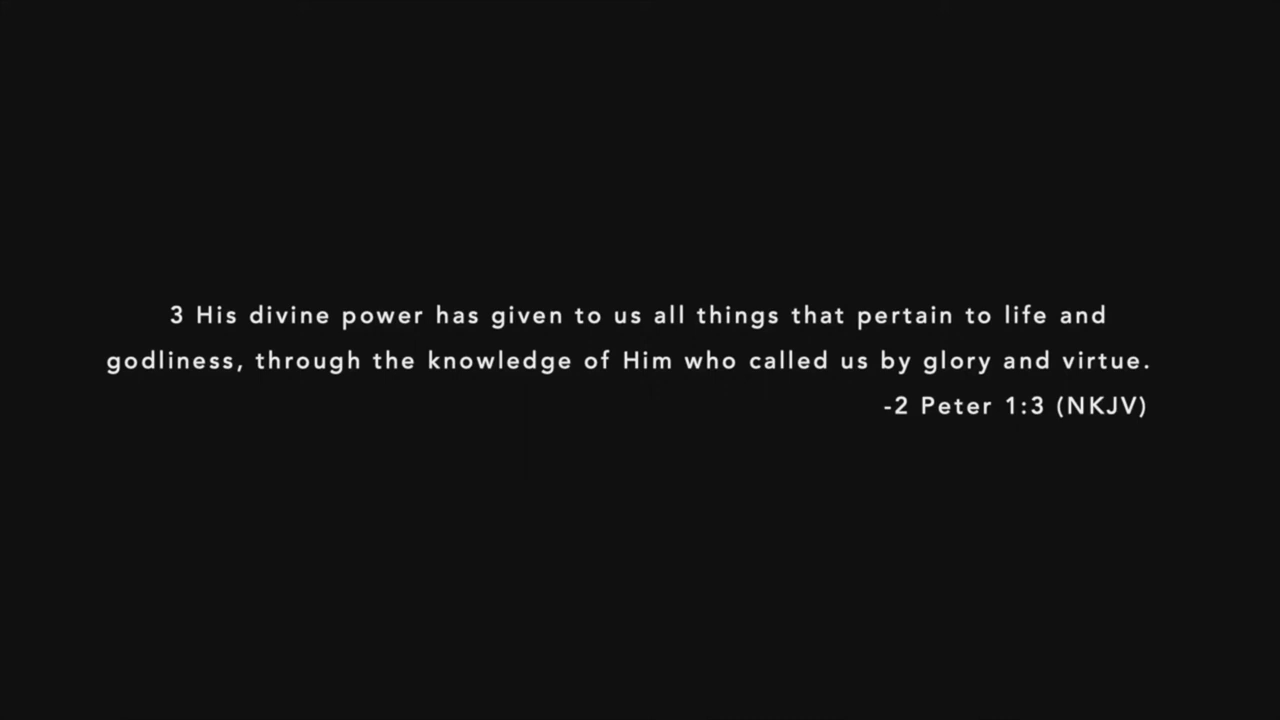 3 His divine power has given to us all things that pertain to life and
godliness, through the knowledge of Him who called us by glory and virtue.
-2 Peter 1:3 (NKJV)